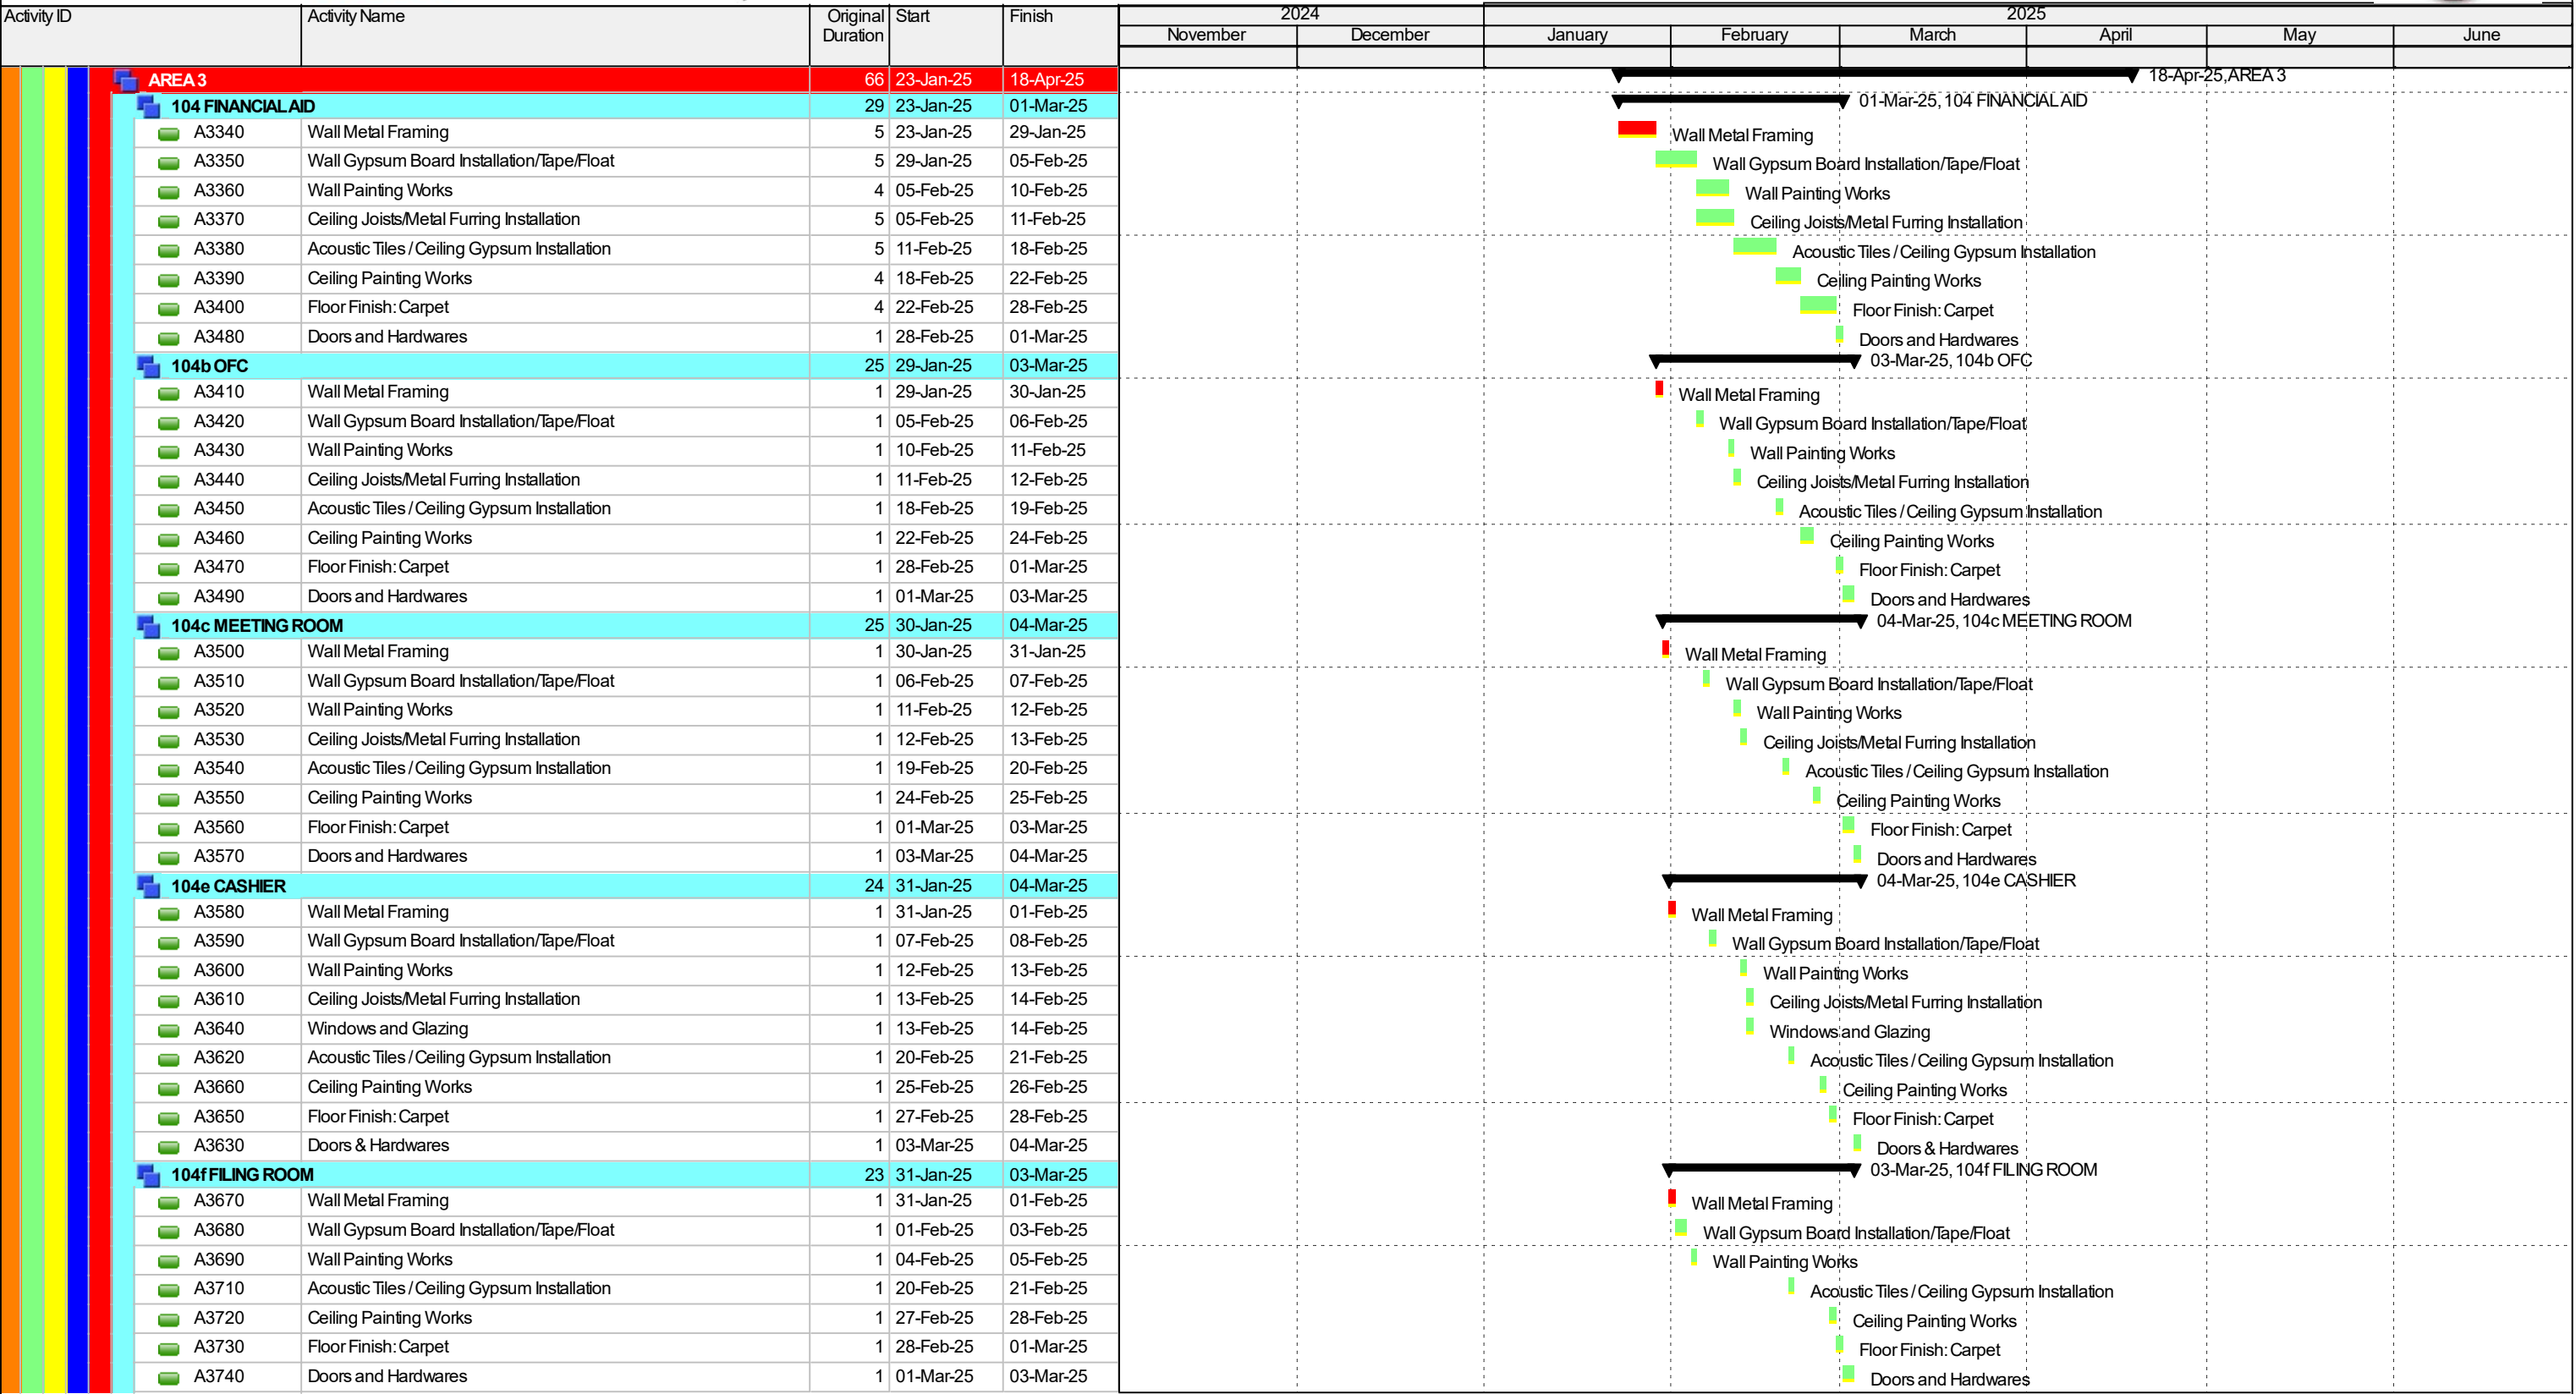 Activity ID Activity Name Original Duration Start Finish 2024 2025
November December January February March April May June
AREA 3 66 23-Jan-25 18-Apr-25 18-Apr-25, AREA 3
104 FINANCIAL AID 29 23-Jan-25 01-Mar-25 01-Mar-25, 104 FINANCIAL AID
A3340 Wall Metal Framing 5 23-Jan-25 29-Jan-25 Wall Metal Framing
A3350 Wall Gypsum Board Installation/Tape/Float 5 29-Jan-25 05-Feb-25 Wall Gypsum Board Installation/Tape/Float
A3360 Wall Painting Works 4 05-Feb-25 10-Feb-25 Wall Painting Works
A3370 Ceiling Joists/Metal Furring Installation 5 05-Feb-25 11-Feb-25 Ceiling Joists/Metal Furring Installation
A3380 Acoustic Tiles / Ceiling Gypsum Installation 5 11-Feb-25 18-Feb-25 Acoustic Tiles / Ceiling Gypsum Installation
A3390 Ceiling Painting Works 4 18-Feb-25 22-Feb-25 Ceiling Painting Works
A3400 Floor Finish: Carpet 4 22-Feb-25 28-Feb-25 Floor Finish: Carpet
A3480 Doors and Hardwares 1 28-Feb-25 01-Mar-25 Doors and Hardwares
104b OFC 25 29-Jan-25 03-Mar-25 03-Mar-25, 104b OFC
A3410 Wall Metal Framing 1 29-Jan-25 30-Jan-25 Wall Metal Framing
A3420 Wall Gypsum Board Installation/Tape/Float 1 05-Feb-25 06-Feb-25 Wall Gypsum Board Installation/Tape/Float
A3430 Wall Painting Works 1 10-Feb-25 11-Feb-25 Wall Painting Works
A3440 Ceiling Joists/Metal Furring Installation 1 11-Feb-25 12-Feb-25 Ceiling Joists/Metal Furring Installation
A3450 Acoustic Tiles / Ceiling Gypsum Installation 1 18-Feb-25 19-Feb-25 Acoustic Tiles / Ceiling Gypsum Installation
A3460 Ceiling Painting Works 1 22-Feb-25 24-Feb-25 Ceiling Painting Works
A3470 Floor Finish: Carpet 1 28-Feb-25 01-Mar-25 Floor Finish: Carpet
A3490 Doors and Hardwares 1 01-Mar-25 03-Mar-25 Doors and Hardwares
104c MEETING ROOM 25 30-Jan-25 04-Mar-25 04-Mar-25, 104c MEETING ROOM
A3500 Wall Metal Framing 1 30-Jan-25 31-Jan-25 Wall Metal Framing
A3510 Wall Gypsum Board Installation/Tape/Float 1 06-Feb-25 07-Feb-25 Wall Gypsum Board Installation/Tape/Float
A3520 Wall Painting Works 1 11-Feb-25 12-Feb-25 Wall Painting Works
A3530 Ceiling Joists/Metal Furring Installation 1 12-Feb-25 13-Feb-25 Ceiling Joists/Metal Furring Installation
A3540 Acoustic Tiles / Ceiling Gypsum Installation 1 19-Feb-25 20-Feb-25 Acoustic Tiles / Ceiling Gypsum Installation
A3550 Ceiling Painting Works 1 24-Feb-25 25-Feb-25 Ceiling Painting Works
A3560 Floor Finish: Carpet 1 01-Mar-25 03-Mar-25 Floor Finish: Carpet
A3570 Doors and Hardwares 1 03-Mar-25 04-Mar-25 Doors and Hardwares
104e CASHIER 24 31-Jan-25 04-Mar-25 04-Mar-25, 104e CASHIER
A3580 Wall Metal Framing 1 31-Jan-25 01-Feb-25 Wall Metal Framing
A3590 Wall Gypsum Board Installation/Tape/Float 1 07-Feb-25 08-Feb-25 Wall Gypsum Board Installation/Tape/Float
A3600 Wall Painting Works 1 12-Feb-25 13-Feb-25 Wall Painting Works
A3610 Ceiling Joists/Metal Furring Installation 1 13-Feb-25 14-Feb-25 Ceiling Joists/Metal Furring Installation
A3640 Windows and Glazing 1 13-Feb-25 14-Feb-25 Windows and Glazing
A3620 Acoustic Tiles / Ceiling Gypsum Installation 1 20-Feb-25 21-Feb-25 Acoustic Tiles / Ceiling Gypsum Installation
A3660 Ceiling Painting Works 1 25-Feb-25 26-Feb-25 Ceiling Painting Works
A3650 Floor Finish: Carpet 1 27-Feb-25 28-Feb-25 Floor Finish: Carpet
A3630 Doors & Hardwares 1 03-Mar-25 04-Mar-25 Doors & Hardwares
104f FILING ROOM 23 31-Jan-25 03-Mar-25 03-Mar-25, 104f FILING ROOM
A3670 Wall Metal Framing 1 31-Jan-25 01-Feb-25 Wall Metal Framing
A3680 Wall Gypsum Board Installation/Tape/Float 1 01-Feb-25 03-Feb-25 Wall Gypsum Board Installation/Tape/Float
A3690 Wall Painting Works 1 04-Feb-25 05-Feb-25 Wall Painting Works
A3710 Acoustic Tiles / Ceiling Gypsum Installation 1 20-Feb-25 21-Feb-25 Acoustic Tiles / Ceiling Gypsum Installation
A3720 Ceiling Painting Works 1 27-Feb-25 28-Feb-25 Ceiling Painting Works
A3730 Floor Finish: Carpet 1 28-Feb-25 01-Mar-25 Floor Finish: Carpet
A3740 Doors and Hardwares 1 01-Mar-25 03-Mar-25 Doors and Hardwares